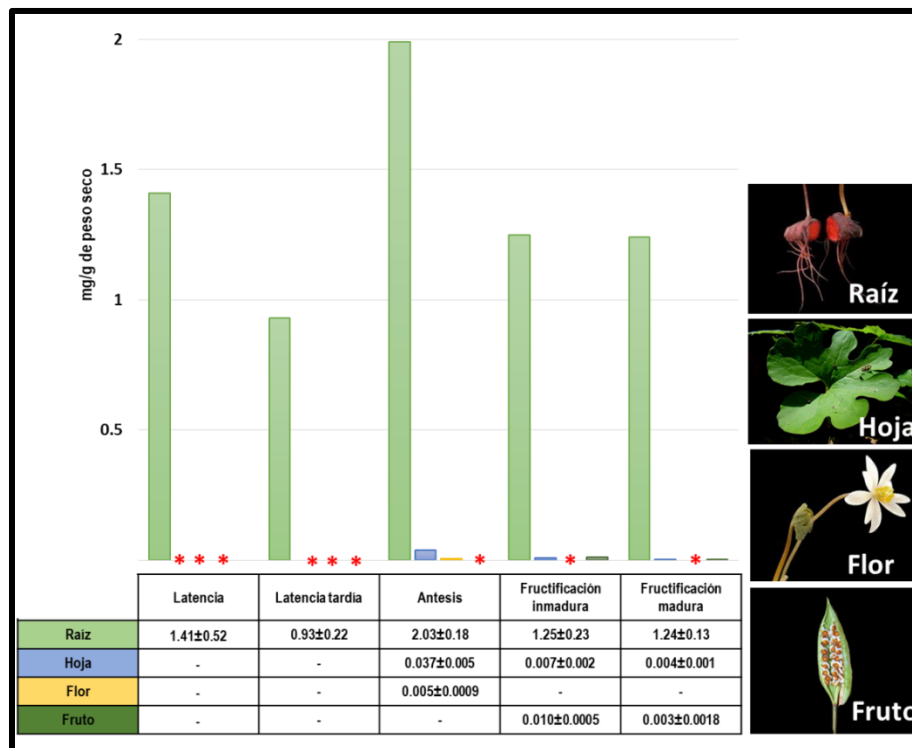 2
1.5
1
0.5
mg/g de peso seco
* * *
* * *
*
*
*
Latencia Latencia tardía Antesis Fructificación inmadura Fructificación madura
Raíz 1.41±0.52 0.93±0.22 2.03±0.18 1.25±0.23 1.24±0.13
Hoja - - 0.037±0.005 0.007±0.002 0.004±0.001
Flor - - 0.005±0.0009 - -
Fruto - - - 0.010±0.0005 0.003±0.0018
Raíz
Hoja
Flor
Fruto